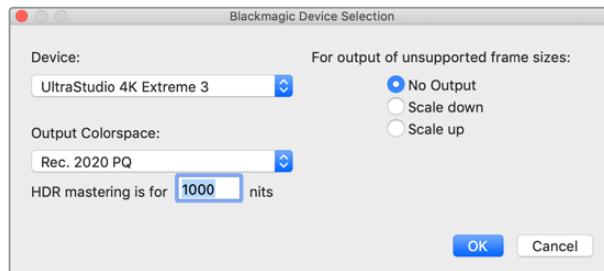 Blackmagic Device Selection
Device:
UltraStudio 4K Extreme 3
Output Colorspace:
Rec. 2020 PQ
HDR mastering is for 1000 nits
For output of unsupported frame sizes:
No Output
Scale down
Scale up
OK
Cancel